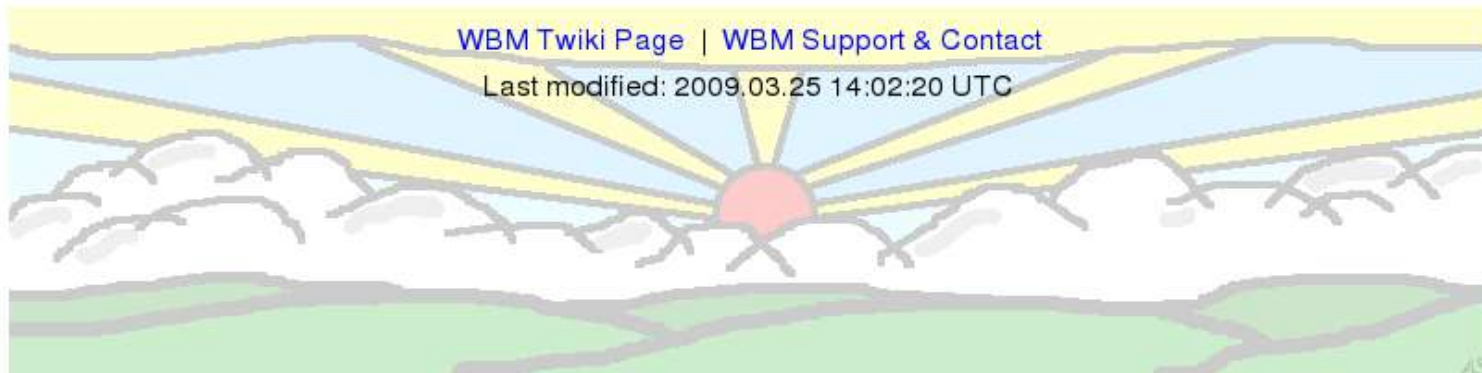 WBM Twiki Page | WBM Support & Contact
Last modified: 2009.03.25 14:02:20 UTC